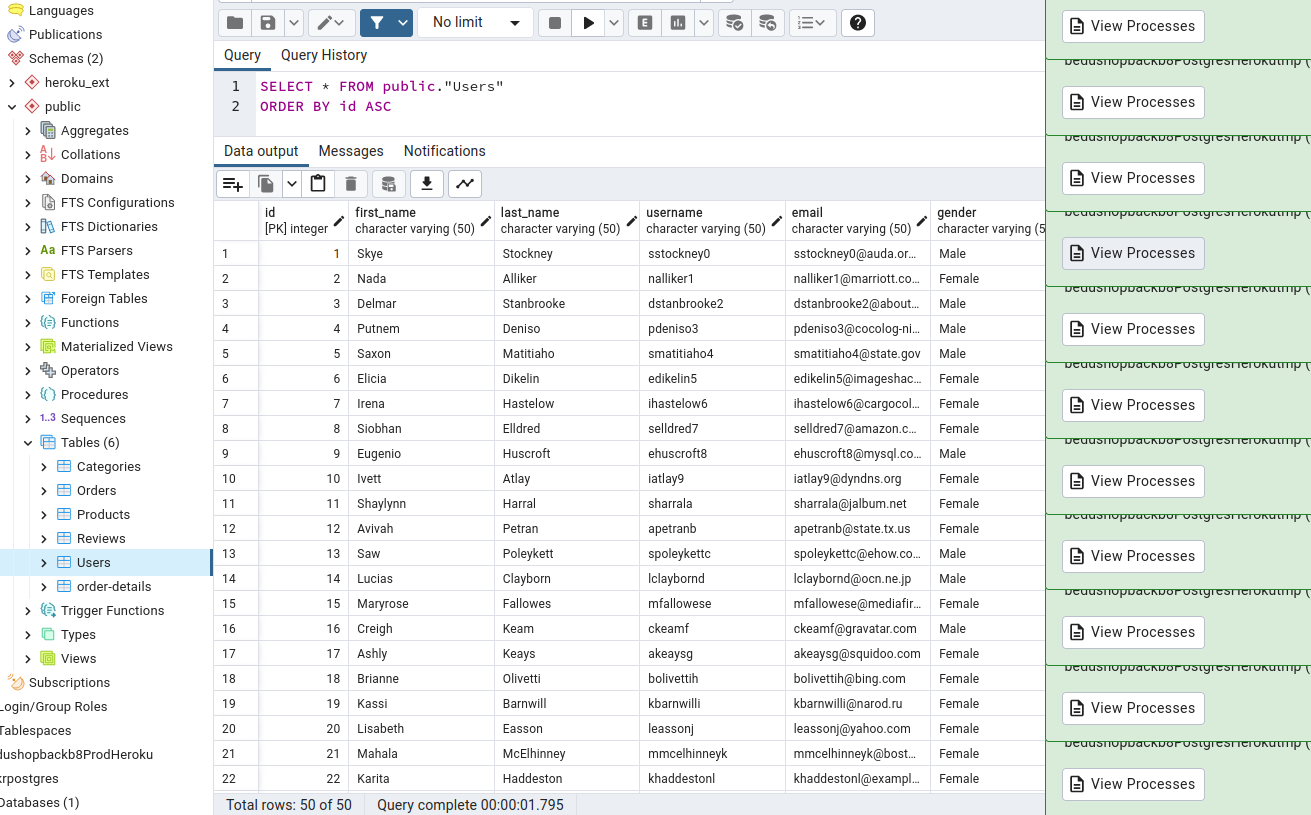 Languages
Publications
Schemas (2)
heroku_ext
public
Aggregates
Collations
Domains
FTS Configurations
FTS Dictionaries
Aa FTS Parsers
FTS Templates
Foreign Tables
Functions
Materialized Views
Operators
Procedures
1..3 Sequences
Tables (6)
Categories
Orders
Products
Reviews
Users
order-details
Trigger Functions
Types
Views
Subscriptions
Login/Group Roles
Tablespaces
dushopbackb8ProdHeroku
rpostgres
Databases (1)
No limit
E
Query Query History
1 SELECT * FROM public."Users"
2 ORDER BY id ASC
Data output Messages Notifications
id first_name last_name username email gender
[PK] integer character varying (50) character varying (50) character varying (50) character varying (50) character varying (5
1 1 Skye Stockney sstockney0 sstockney0@auda.or… Male
2 2 Nada Alliker nalliker1 nalliker1@marriott.co… Female
3 3 Delmar Stanbrooke dstanbrooke2 dstanbrooke2@about… Male
4 4 Putnem Deniso pdeniso3 pdeniso3@cocolog-ni… Male
5 5 Saxon Matitiaho smatitiaho4 smatitiaho4@state.gov Male
6 6 Elicia Dikelin edikelin5 edikelin5@imageshac… Female
7 7 Irena Hastelow ihastelow6 ihastelow6@cargocol… Female
8 8 Siobhan Elldred selldred7 selldred7@amazon.c… Female
9 9 Eugenio Huscroft ehuscroft8 ehuscroft8@mysql.co… Male
10 10 Ivett Atlay iatlay9 iatlay9@dyndns.org Female
11 11 Shaylynn Harral sharrala sharrala@jalbum.net Female
12 12 Avivah Petran apetranb apetranb@state.tx.us Female
13 13 Saw Poleykett spoleykettc spoleykettc@ehow.co… Male
14 14 Lucias Clayborn lclaybornd lclaybornd@ocn.ne.jp Male
15 15 Maryrose Fallowes mfallowese mfallowese@mediafir… Female
16 16 Creigh Keam ckeamf ckeamf@gravatar.com Male
17 17 Ashly Keays akeaysg akeaysg@squidoo.com Female
18 18 Brianne Olivetti bolivettih bolivettih@bing.com Female
19 19 Kassi Barnwill kbarnwilli kbarnwilli@narod.ru Female
20 20 Lisabeth Easson leassonj leassonj@yahoo.com Female
21 21 Mahala McElhinney mmcelhinneyk mmcelhinneyk@bost… Female
22 22 Karita Haddeston khaddestonl khaddestonl@exampl… Female
Total rows: 50 of 50 Query complete 00:00:01.795
View Processes
View Processes
View Processes
View Processes
View Processes
View Processes
View Processes
View Processes
View Processes
View Processes
View Processes